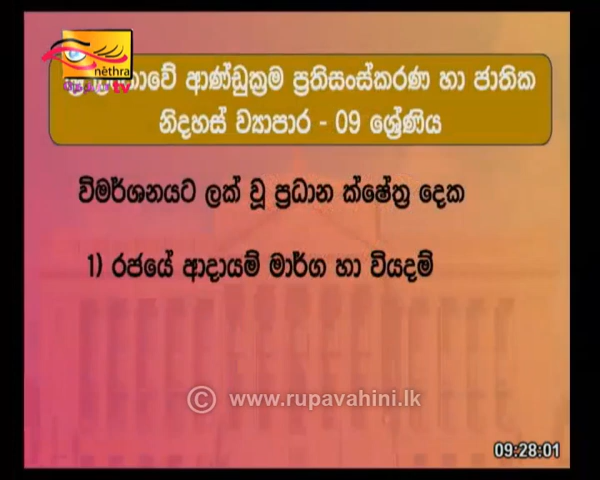 nethra
tv
ආණ්ඩුක්‍රම ප්‍රතිසංස්කරණ හා ජාතික
නිදහස් ව්‍යාපාර - 09 ශ්‍රේණිය
විමර්ශනයට ලක් වූ ප්‍රධාන ක්ෂේත්‍ර දෙක
1) රජයේ ආදායම් මාර්ග හා වියදම්
© www.rupavahini.lk
09:28:01